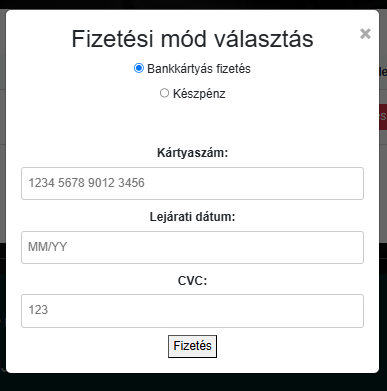 Fizetési mód választás
×
Bankkártyás fizetés
Készpénz
Kártyaszám:
1234 5678 9012 3456
Lejárati dátum:
MM/YY
CVC:
123
Fizetés